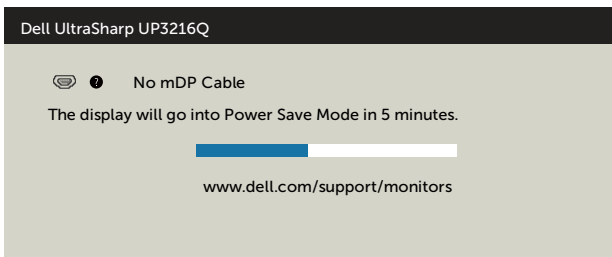 Dell UltraSharp UP3216Q
? No mDP Cable
The display will go into Power Save Mode in 5 minutes.
www.dell.com/support/monitors